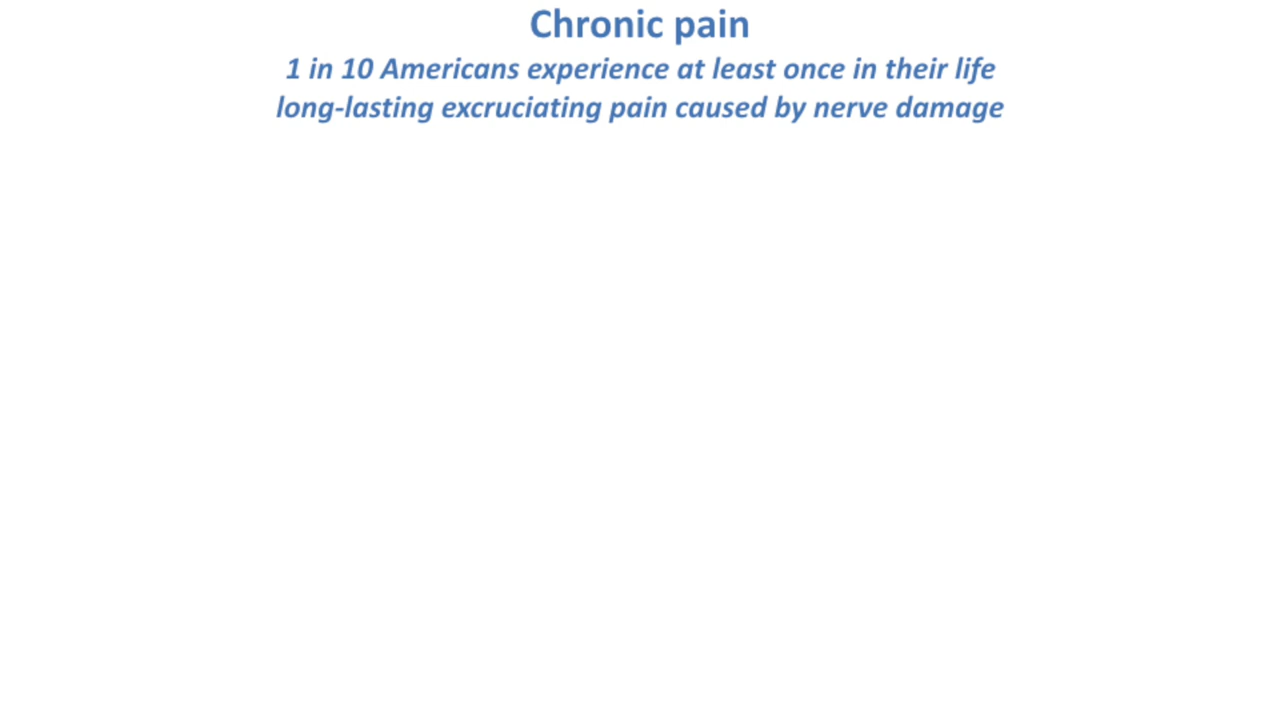 Chronic pain
1 in 10 Americans experience at least once in their life
long-lasting excruciating pain caused by nerve damage